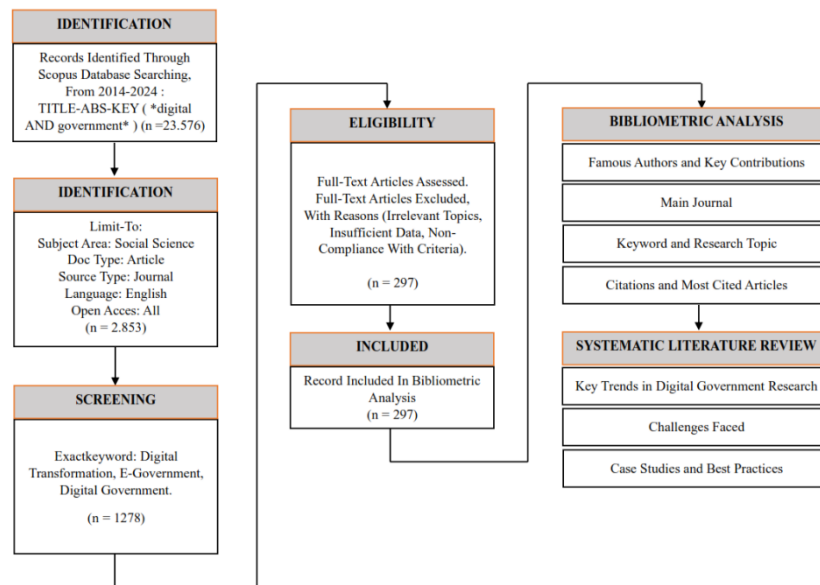 IDENTIFICATION
Records Identified Through
Scopus Database Searching,
From 2014-2024 :
TITLE-ABS-KEY ( *digital
AND government* ) (n =23.576)
IDENTIFICATION
Limit-To:
Subject Area: Social Science
Doc Type: Article
Source Type: Journal
Language: English
Open Acces: All
(n = 2.853)
SCREENING
Exactkeyword: Digital
Transformation, E-Government,
Digital Government.
(n = 1278)
ELIGIBILITY
Full-Text Articles Assessed.
Full-Text Articles Excluded,
With Reasons (Irrelevant Topics,
Insufficient Data, Non-
Compliance With Criteria).
(n = 297)
INCLUDED
Record Included In Bibliometric
Analysis
(n = 297)
BIBLIOMETRIC ANALYSIS
Famous Authors and Key Contributions
Main Journal
Keyword and Research Topic
Citations and Most Cited Articles
SYSTEMATIC LITERATURE REVIEW
Key Trends in Digital Government Research
Challenges Faced
Case Studies and Best Practices